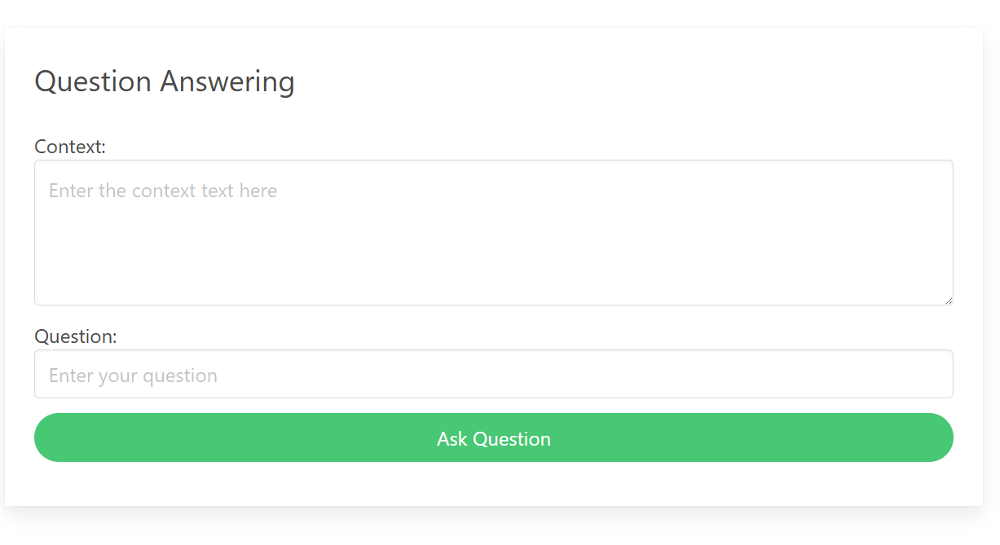 Question Answering
Context:
Enter the context text here
Question:
Enter your question
Ask Question